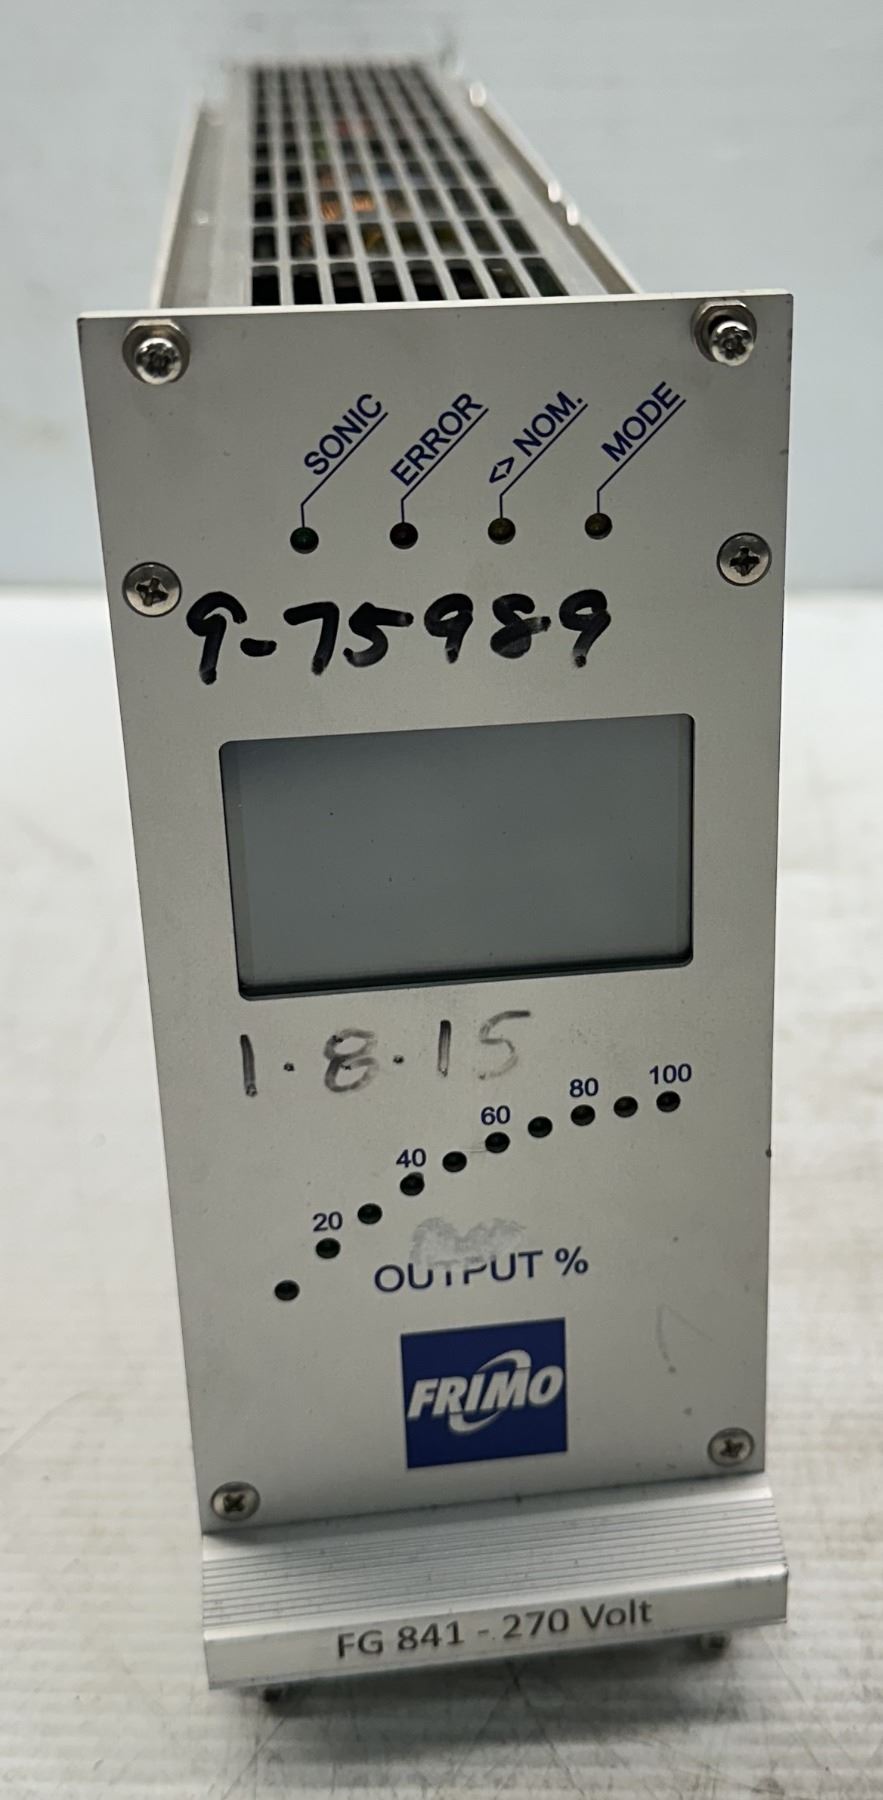 SONIC ERROR <> NOM. MODE
9-75989
1.8.15
20 40 60 80 100
OUTPUT %
FRIMO
FG 841 - 270 Volt